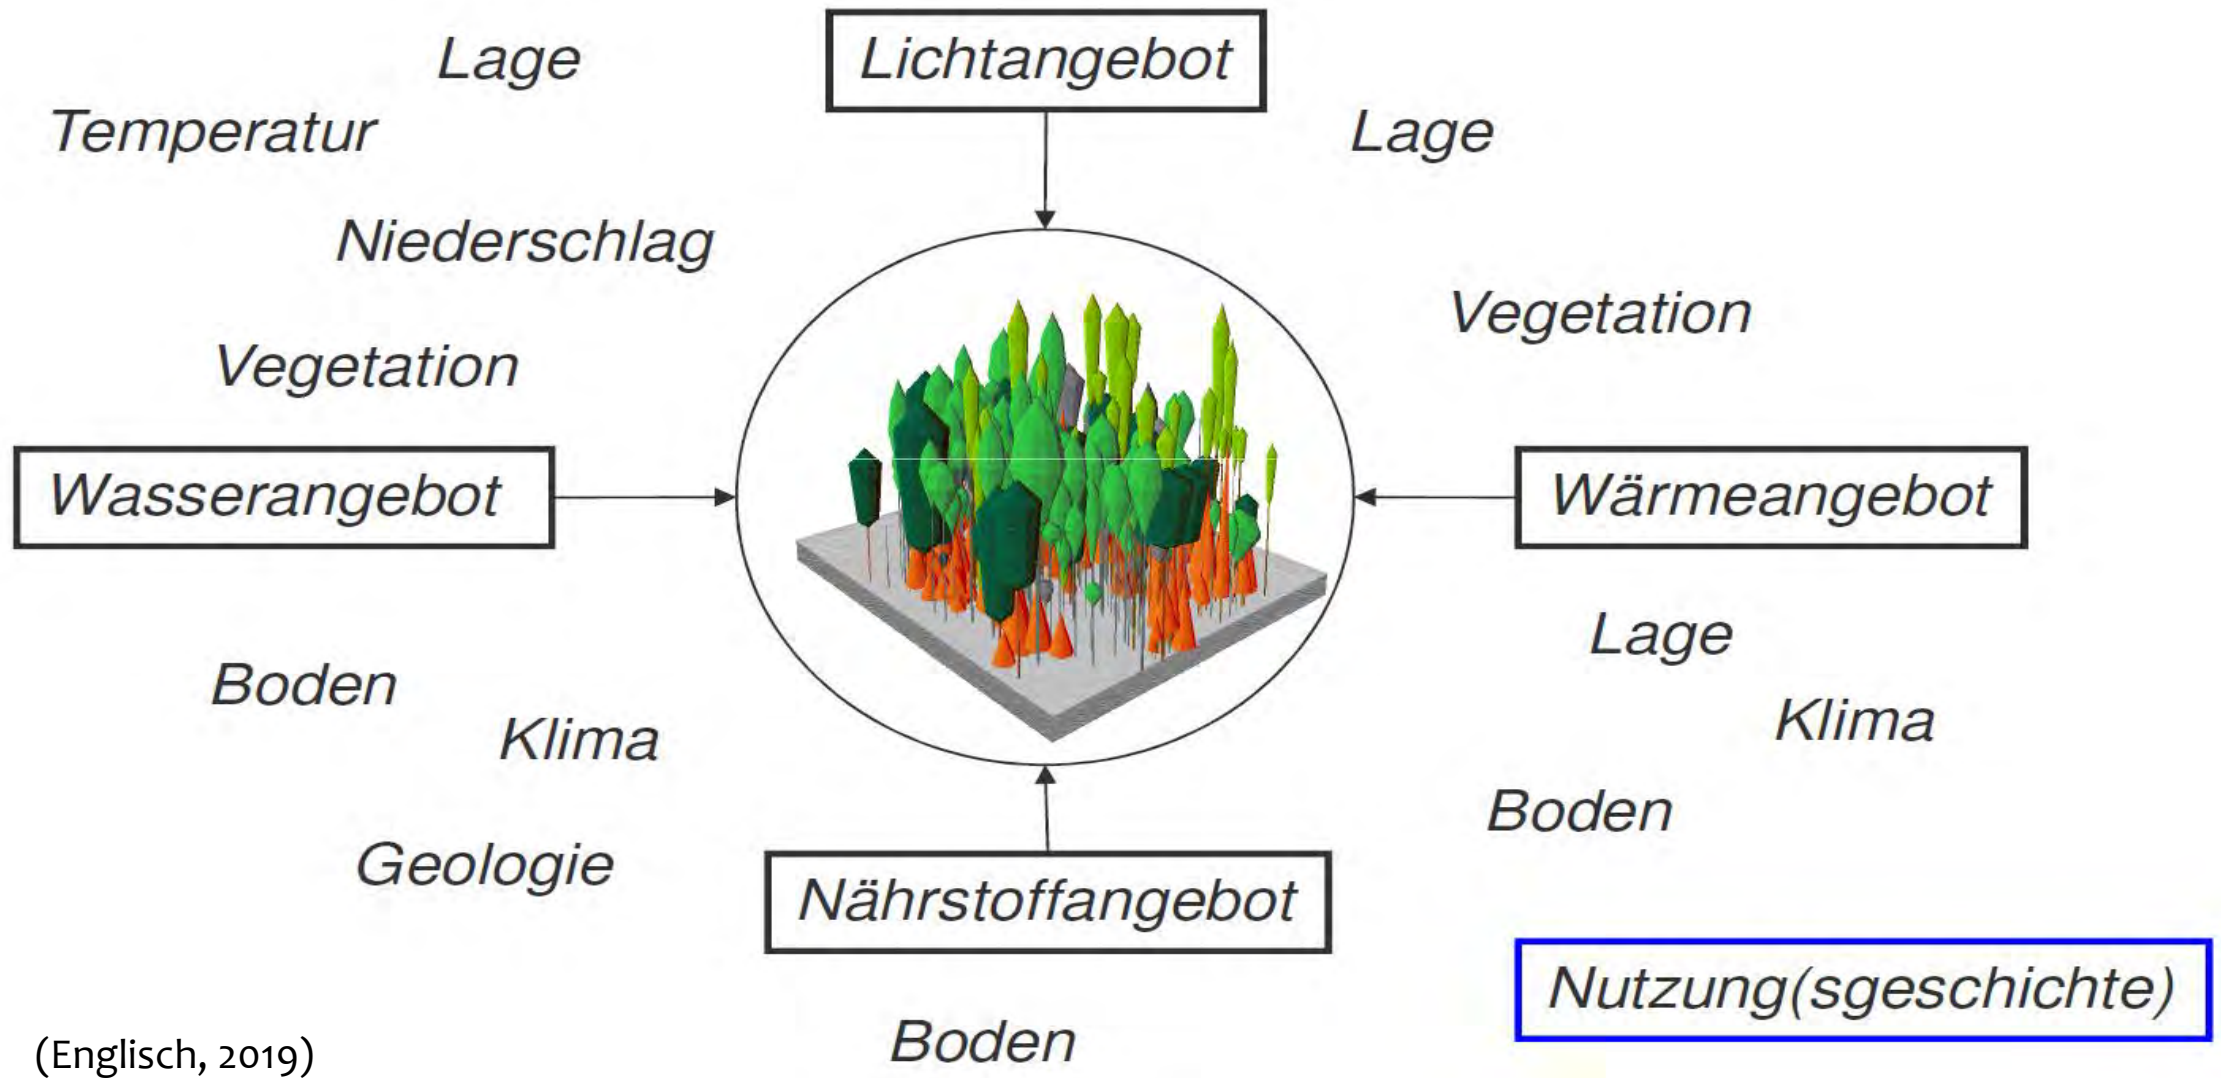 Lage
Lichtangebot
Temperatur
Lage
Niederschlag
Vegetation
Vegetation
Wasserangebot
Wärmeangebot
Lage
Boden
Klima
Klima
Boden
Geologie
Nährstoffangebot
Nutzung(sgeschichte)
Boden
(Englisch, 2019)